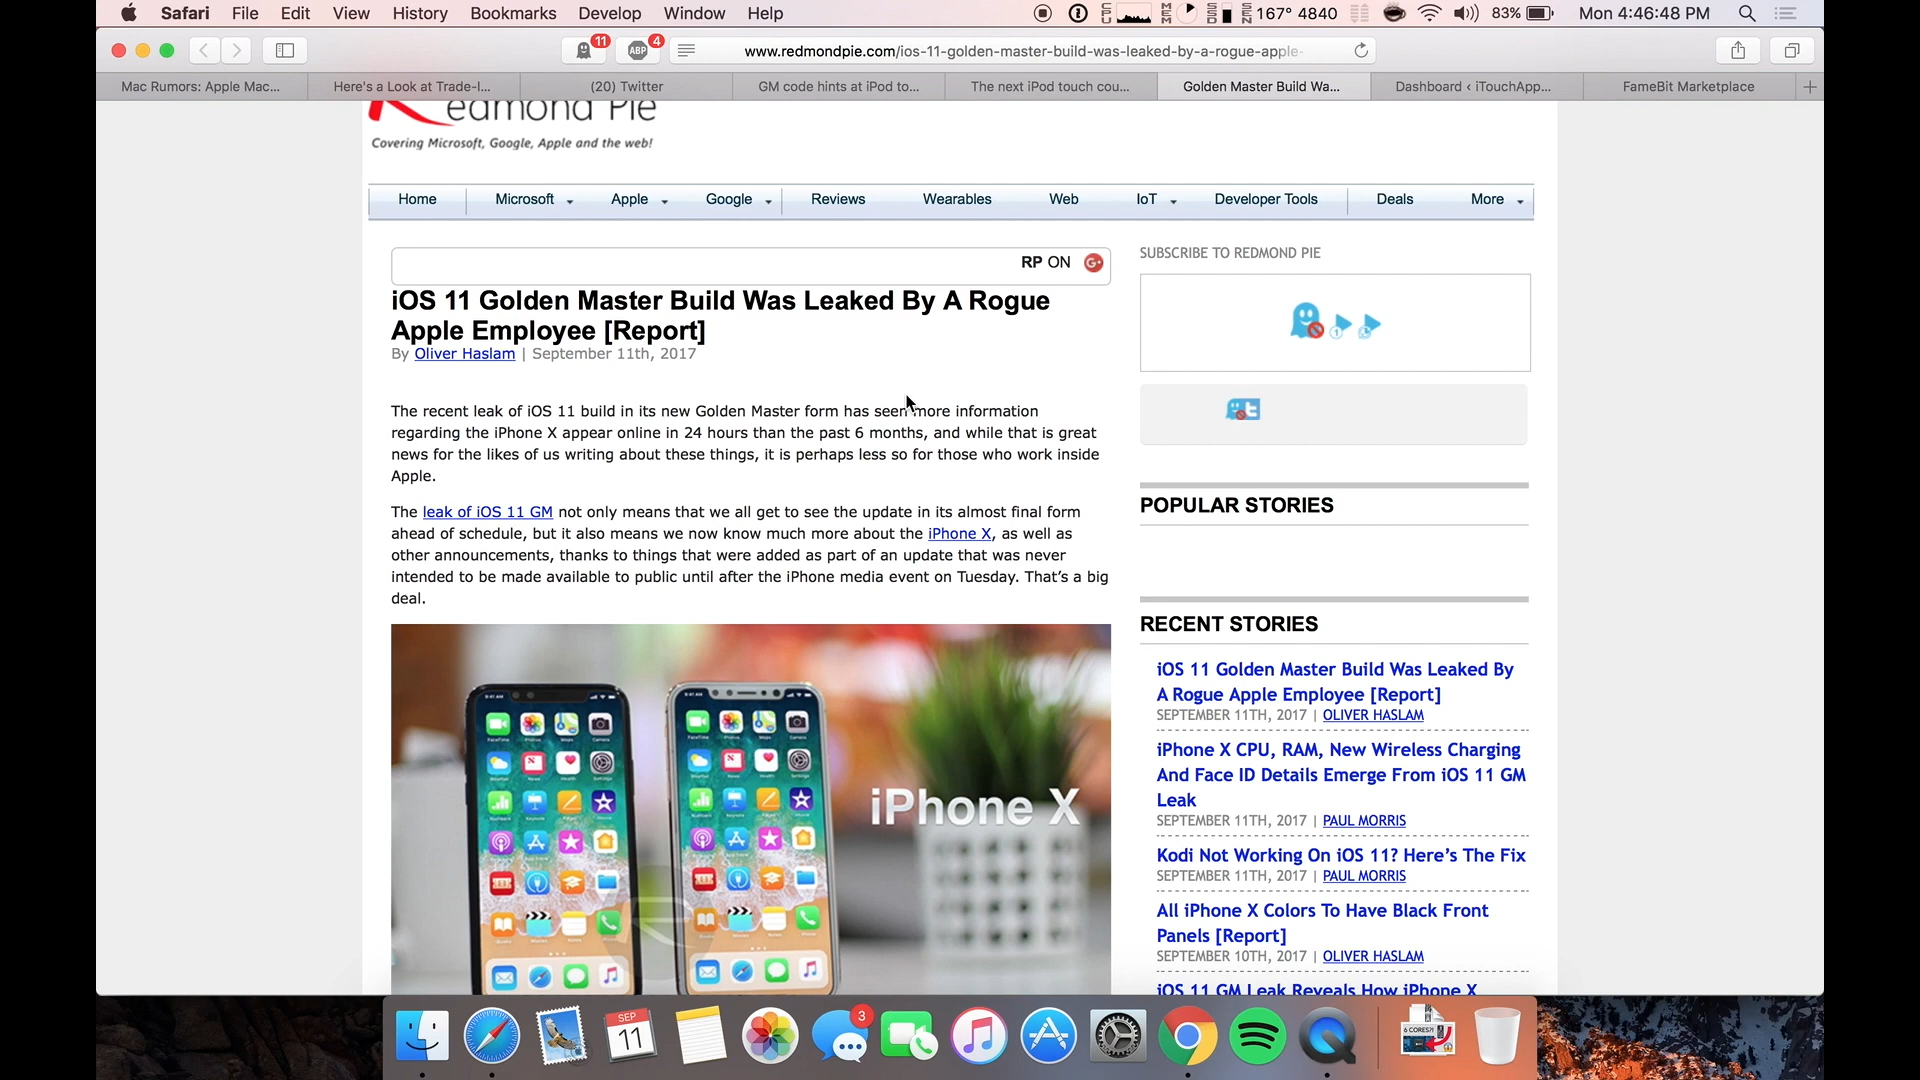 Safari File Edit View History Bookmarks Develop Window Help
167° 4840 83% Mon 4:46:48 PM
11 ABP 4 www.redmondpie.com/ios-11-golden-master-build-was-leaked-by-a-rogue-apple-
Mac Rumors: Apple Mac... Here's a Look at Trade-I... (20) Twitter GM code hints at iPod to... The next iPod touch cou... Golden Master Build Wa... Dashboard ‹ iTouchApp... FameBit Marketplace
Redmond Pie
Covering Microsoft, Google, Apple and the web!
Home Microsoft Apple Google Reviews Wearables Web IoT Developer Tools Deals More
RP ON
iOS 11 Golden Master Build Was Leaked By A Rogue
Apple Employee [Report]
By Oliver Haslam | September 11th, 2017
The recent leak of iOS 11 build in its new Golden Master form has seen more information
regarding the iPhone X appear online in 24 hours than the past 6 months, and while that is great
news for the likes of us writing about these things, it is perhaps less so for those who work inside
Apple.
The leak of iOS 11 GM not only means that we all get to see the update in its almost final form
ahead of schedule, but it also means we now know much more about the iPhone X, as well as
other announcements, thanks to things that were added as part of an update that was never
intended to be made available to public until after the iPhone media event on Tuesday. That's a big
deal.
iPhone X
SUBSCRIBE TO REDMOND PIE
POPULAR STORIES
RECENT STORIES
iOS 11 Golden Master Build Was Leaked By
A Rogue Apple Employee [Report]
SEPTEMBER 11TH, 2017 | OLIVER HASLAM
iPhone X CPU, RAM, New Wireless Charging
And Face ID Details Emerge From iOS 11 GM
Leak
SEPTEMBER 11TH, 2017 | PAUL MORRIS
Kodi Not Working On iOS 11? Here's The Fix
SEPTEMBER 11TH, 2017 | PAUL MORRIS
All iPhone X Colors To Have Black Front
Panels [Report]
SEPTEMBER 10TH, 2017 | OLIVER HASLAM
iOS 11 GM Leak Reveals How iPhone X
SEP
11
3
6 CORES?!